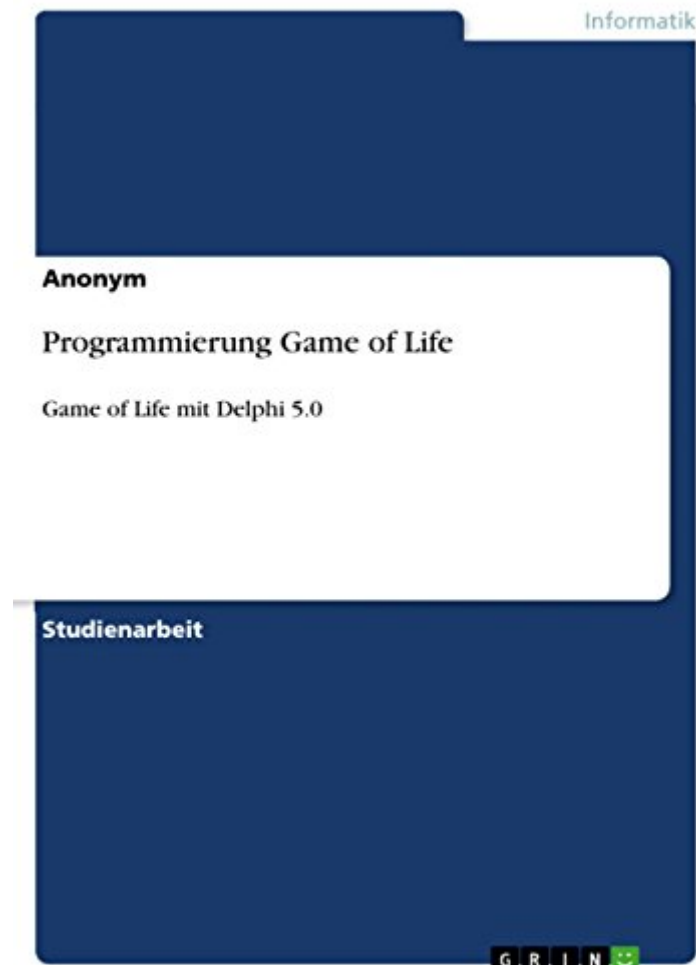 Informatik
Anonym
Programmierung Game of Life
Game of Life mit Delphi 5.0
Studienarbeit
GRIN